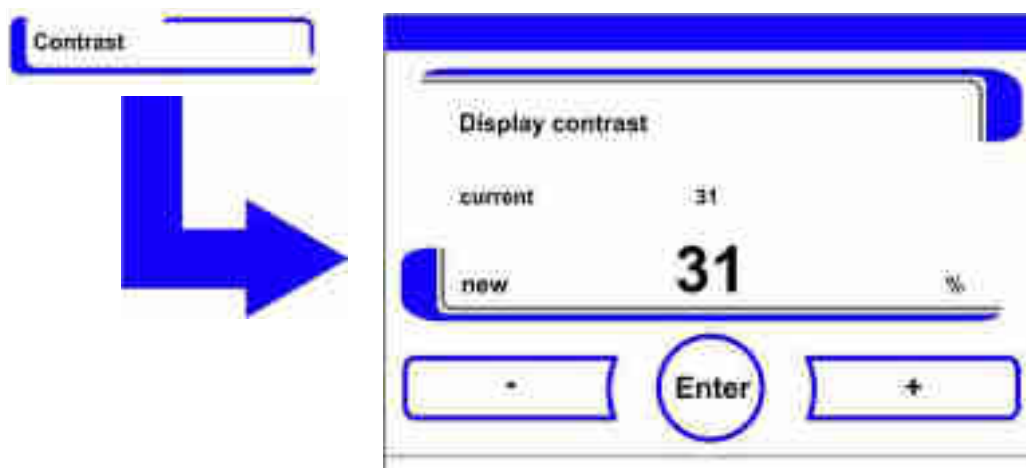 Contrast
Display contrast
current 31
new 31 %
- Enter +